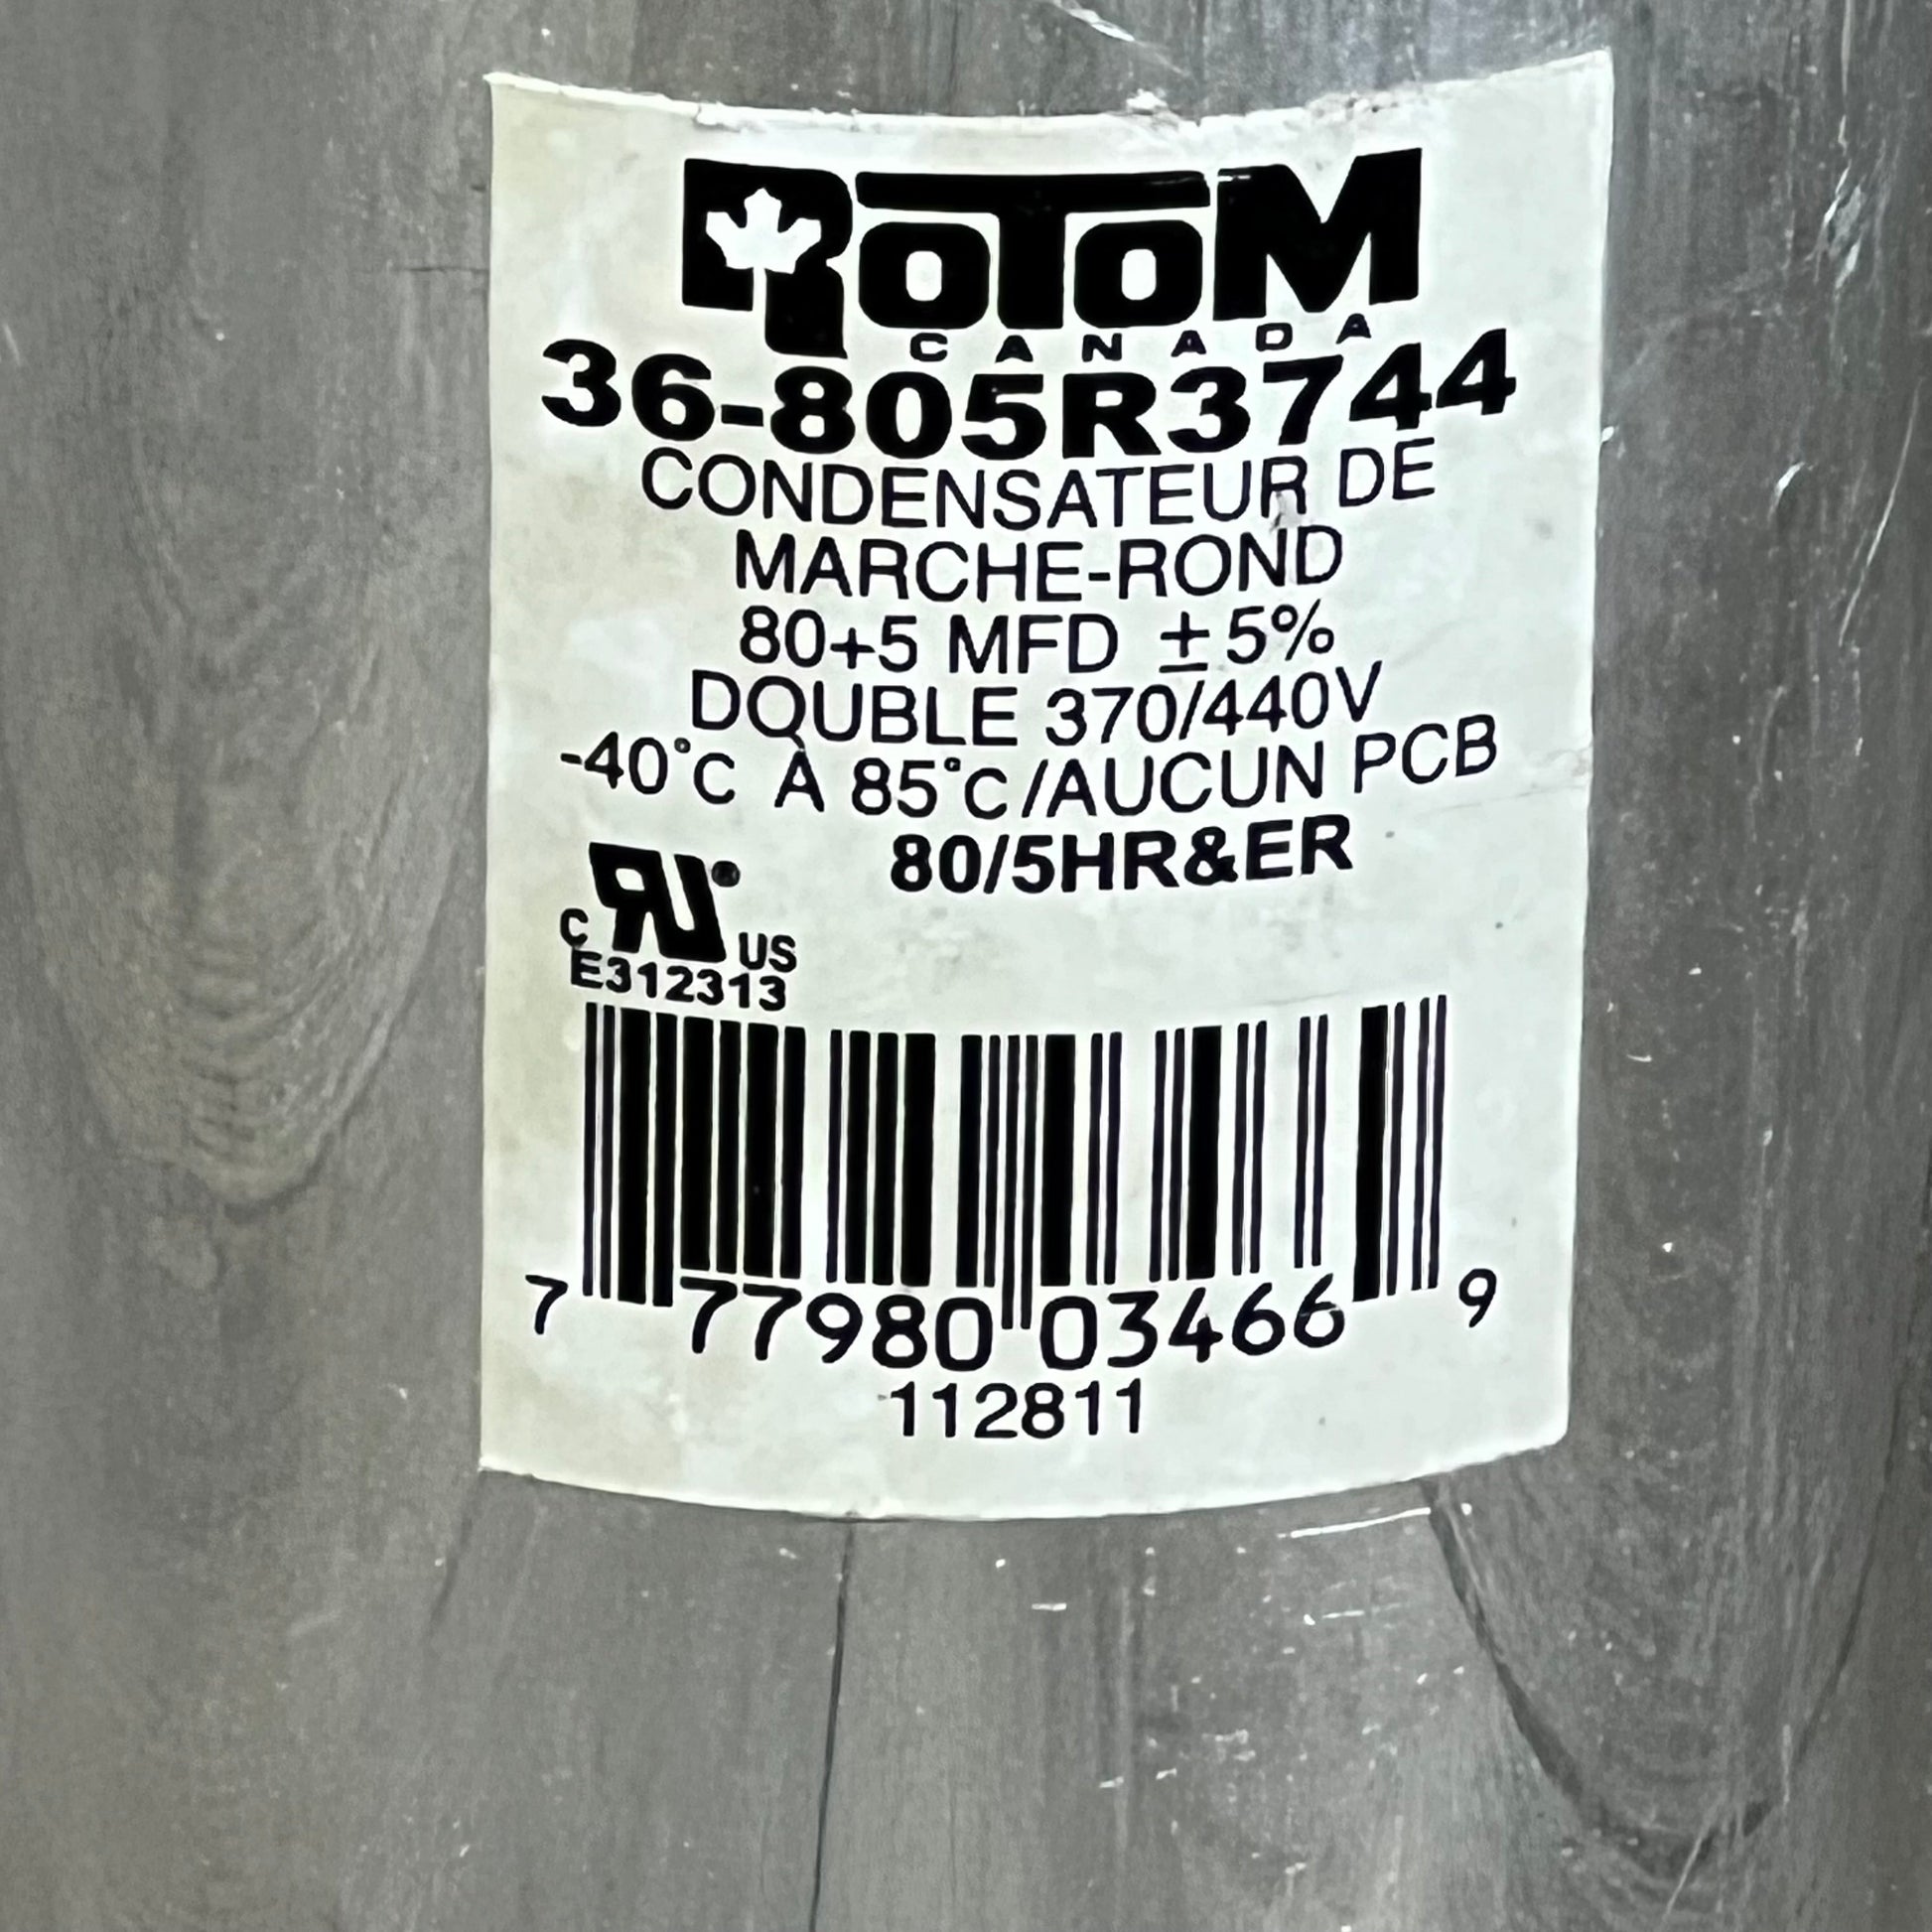 ROTOM
CANADA
36-805R3744
CONDENSATEUR DE
MARCHE-ROND
80+5 MFD ±5%
DOUBLE 370/440V
-40°C À 85°C/AUCUN PCB
80/5HR&ER
C RU US
E312313
7 77980 03466 9
112811